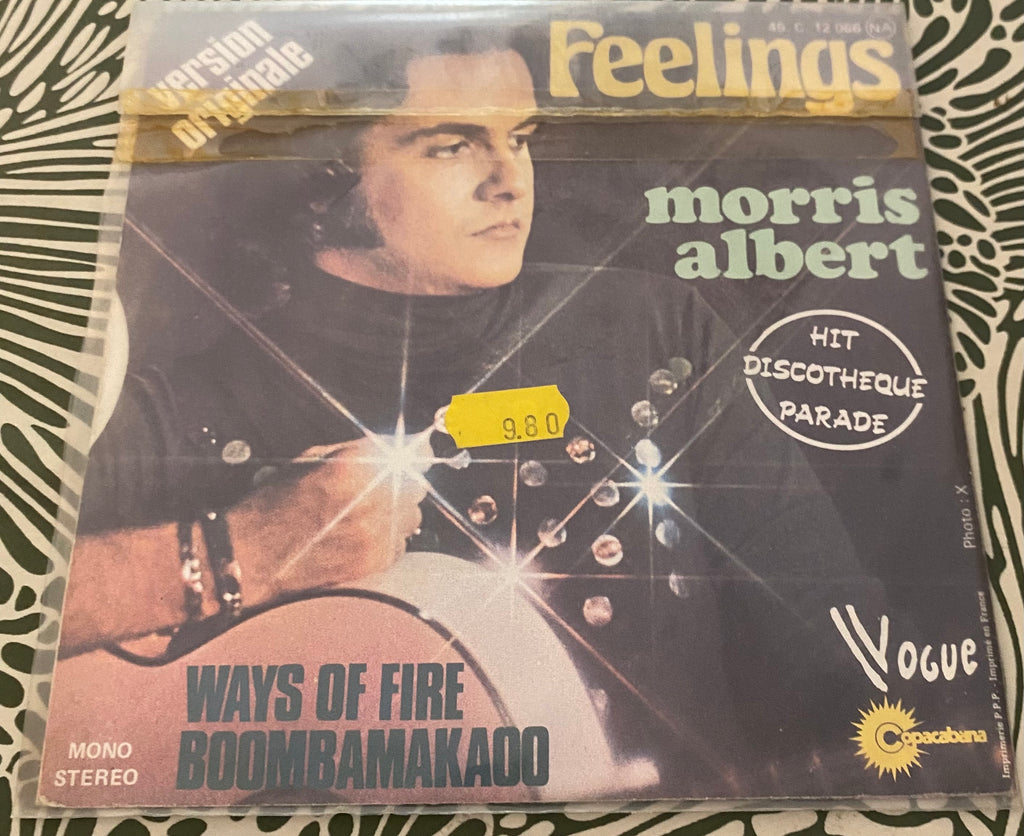 version
originale
49. C. 12 066 (NA)
Feelings
morris
albert
HIT
DISCOTHEQUE
PARADE
9.80
Photo : X
VOGUE
Copacabana
Imprimerie P.P.P. - Imprimé en France
WAYS OF FIRE
BOOMBAMAKAOO
MONO
STEREO